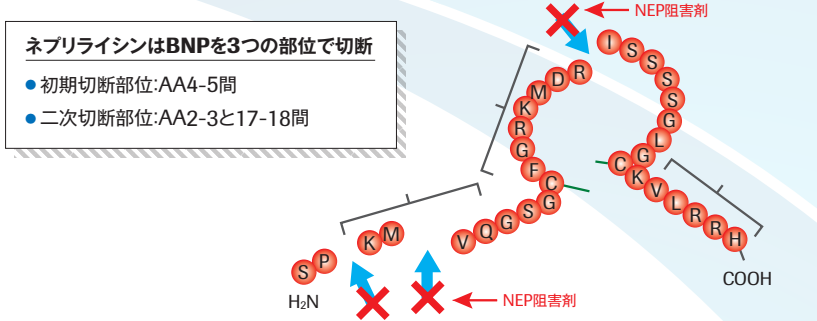 NEP阻害剤
ネプリライシンはBNPを3つの部位で切断
● 初期切断部位:AA4-5間
● 二次切断部位:AA2-3と17-18間
S P K M V Q G S G C F G R K M D R I S S S S G L G C K V L R R H
H₂N
COOH
NEP阻害剤